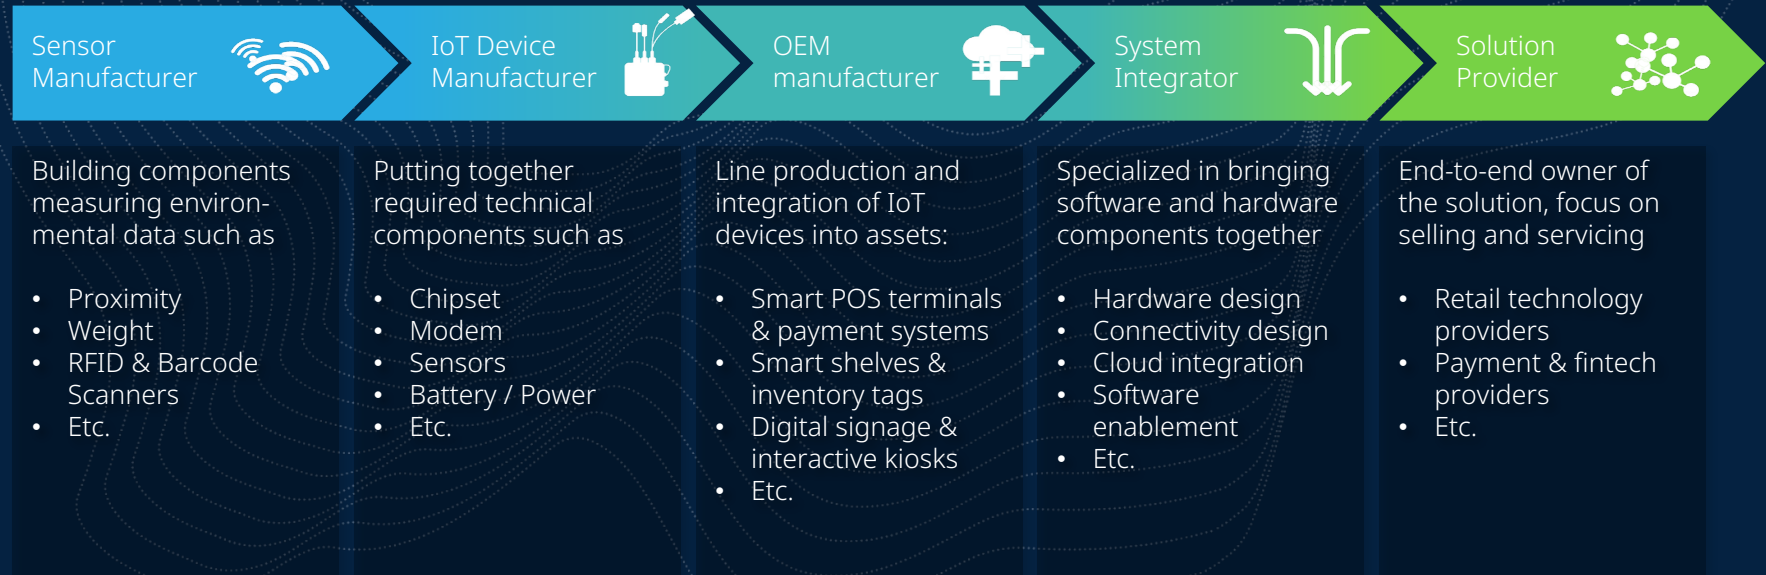 Sensor
Manufacturer
IoT Device
Manufacturer
OEM
manufacturer
System
Integrator
Solution
Provider
Building components
measuring environ-
mental data such as
• Proximity
• Weight
• RFID & Barcode
Scanners
• Etc.
Putting together
required technical
components such as
• Chipset
• Modem
• Sensors
• Battery / Power
• Etc.
Line production and
integration of IoT
devices into assets:
• Smart POS terminals
& payment systems
• Smart shelves &
inventory tags
• Digital signage &
interactive kiosks
• Etc.
Specialized in bringing
software and hardware
components together
• Hardware design
• Connectivity design
• Cloud integration
• Software
enablement
• Etc.
End-to-end owner of
the solution, focus on
selling and servicing
• Retail technology
providers
• Payment & fintech
providers
• Etc.